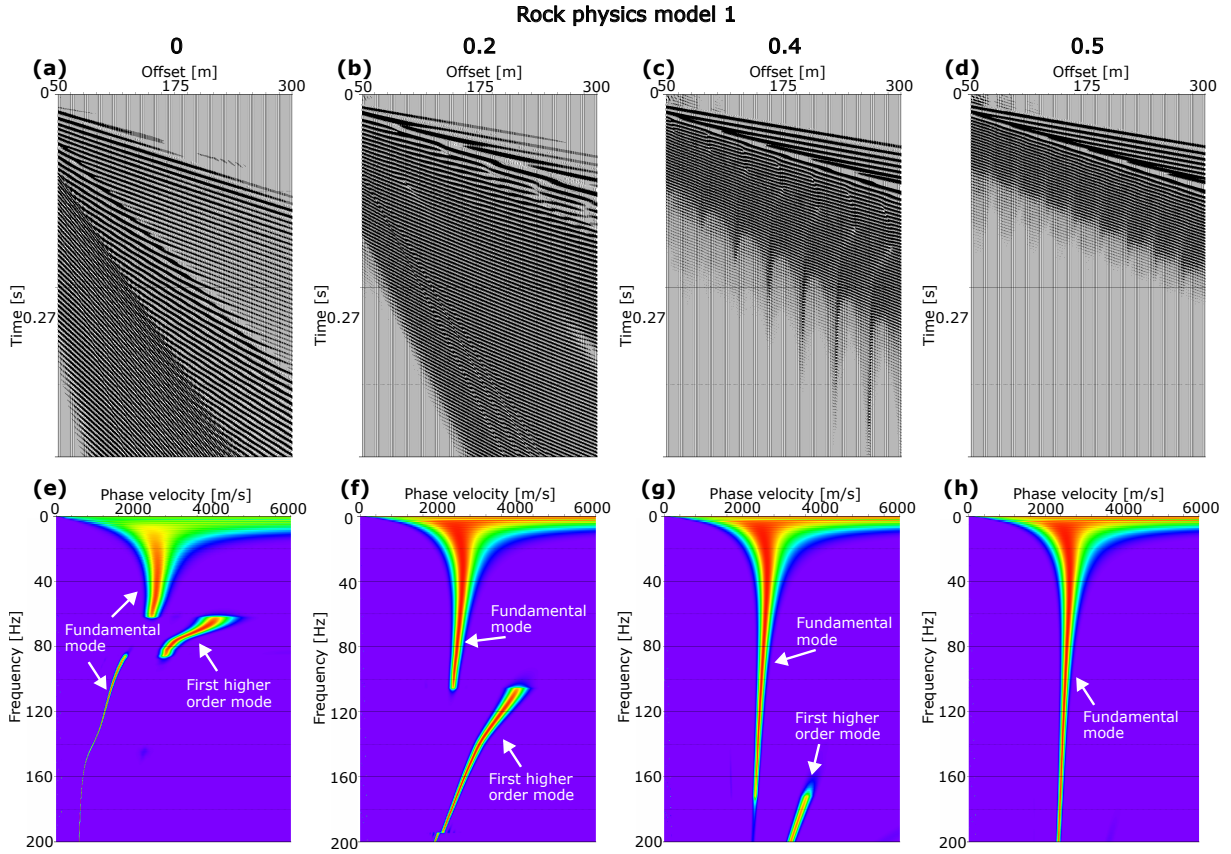 Rock physics model 1
0 0.2 0.4 0.5
(a) (b) (c) (d)
Offset [m] Offset [m] Offset [m] Offset [m]
50 175 300 50 175 300 50 175 300 50 175 300
0 0 0 0
Time [s] Time [s] Time [s] Time [s]
0.27 0.27 0.27 0.27
(e) (f) (g) (h)
Phase velocity [m/s] Phase velocity [m/s] Phase velocity [m/s] Phase velocity [m/s]
2000 4000 6000 2000 4000 6000 2000 4000 6000 2000 4000 6000
0 0 0 0
40 40 40 40
80 80 80 80
120 120 120 120
160 160 160 160
200 200 200 200
Frequency [Hz] Frequency [Hz] Frequency [Hz] Frequency [Hz]
Fundamental
mode
First higher
order mode
Fundamental
mode
First higher
order mode
Fundamental
mode
First higher
order mode
Fundamental
mode